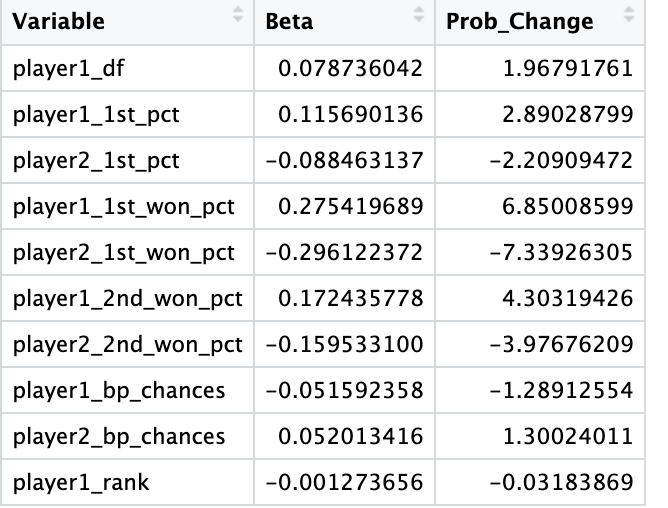 Variable Beta Prob_Change
player1_df 0.078736042 1.96791761
player1_1st_pct 0.115690136 2.89028799
player2_1st_pct -0.088463137 -2.20909472
player1_1st_won_pct 0.275419689 6.85008599
player2_1st_won_pct -0.296122372 -7.33926305
player1_2nd_won_pct 0.172435778 4.30319426
player2_2nd_won_pct -0.159533100 -3.97676209
player1_bp_chances -0.051592358 -1.28912554
player2_bp_chances 0.052013416 1.30024011
player1_rank -0.001273656 -0.03183869